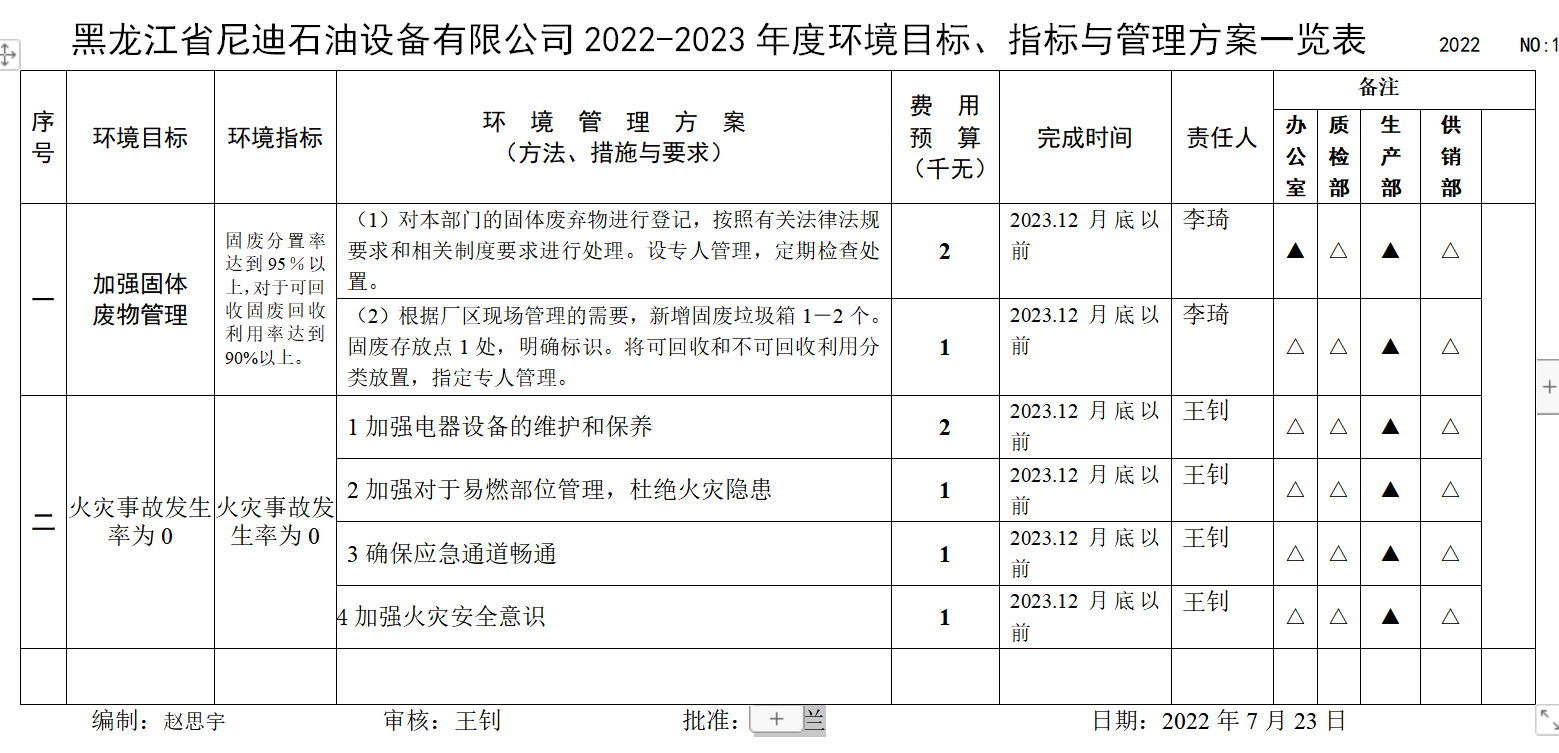 黑龙江省尼迪石油设备有限公司2022-2023年度环境目标、指标与管理方案一览表 2022 NO:1
序号
环境目标
环境指标
环 境 管 理 方 案
（方法、措施与要求）
费 用
预 算
（千无）
完成时间
责任人
备注
办公室
质检部
生产部
供销部
一
加强固体
废物管理
固废分置率
达到95％以
上,对于可回
收固废回收
利用率达到
90%以上。
（1）对本部门的固体废弃物进行登记，按照有关法律法规
要求和相关制度要求进行处理。设专人管理，定期检查处
置。
2
2023.12 月底以
前
李琦
▲ △ ▲ △
（2）根据厂区现场管理的需要，新增固废垃圾箱1－2个。
固废存放点1处，明确标识。将可回收和不可回收利用分
类放置，指定专人管理。
1
2023.12 月底以
前
李琦
△ △ ▲ △
二
火灾事故发生
率为0
火灾事故发
生率为0
1加强电器设备的维护和保养
2
2023.12 月底以
前
王钊
△ △ ▲ △
2加强对于易燃部位管理，杜绝火灾隐患
1
2023.12 月底以
前
王钊
△ △ ▲ △
3确保应急通道畅通
1
2023.12 月底以
前
王钊
△ △ ▲ △
4加强火灾安全意识
1
2023.12 月底以
前
王钊
△ △ ▲ △
编制：赵思宇 审核：王钊 批准： 兰 日期：2022年7月23日